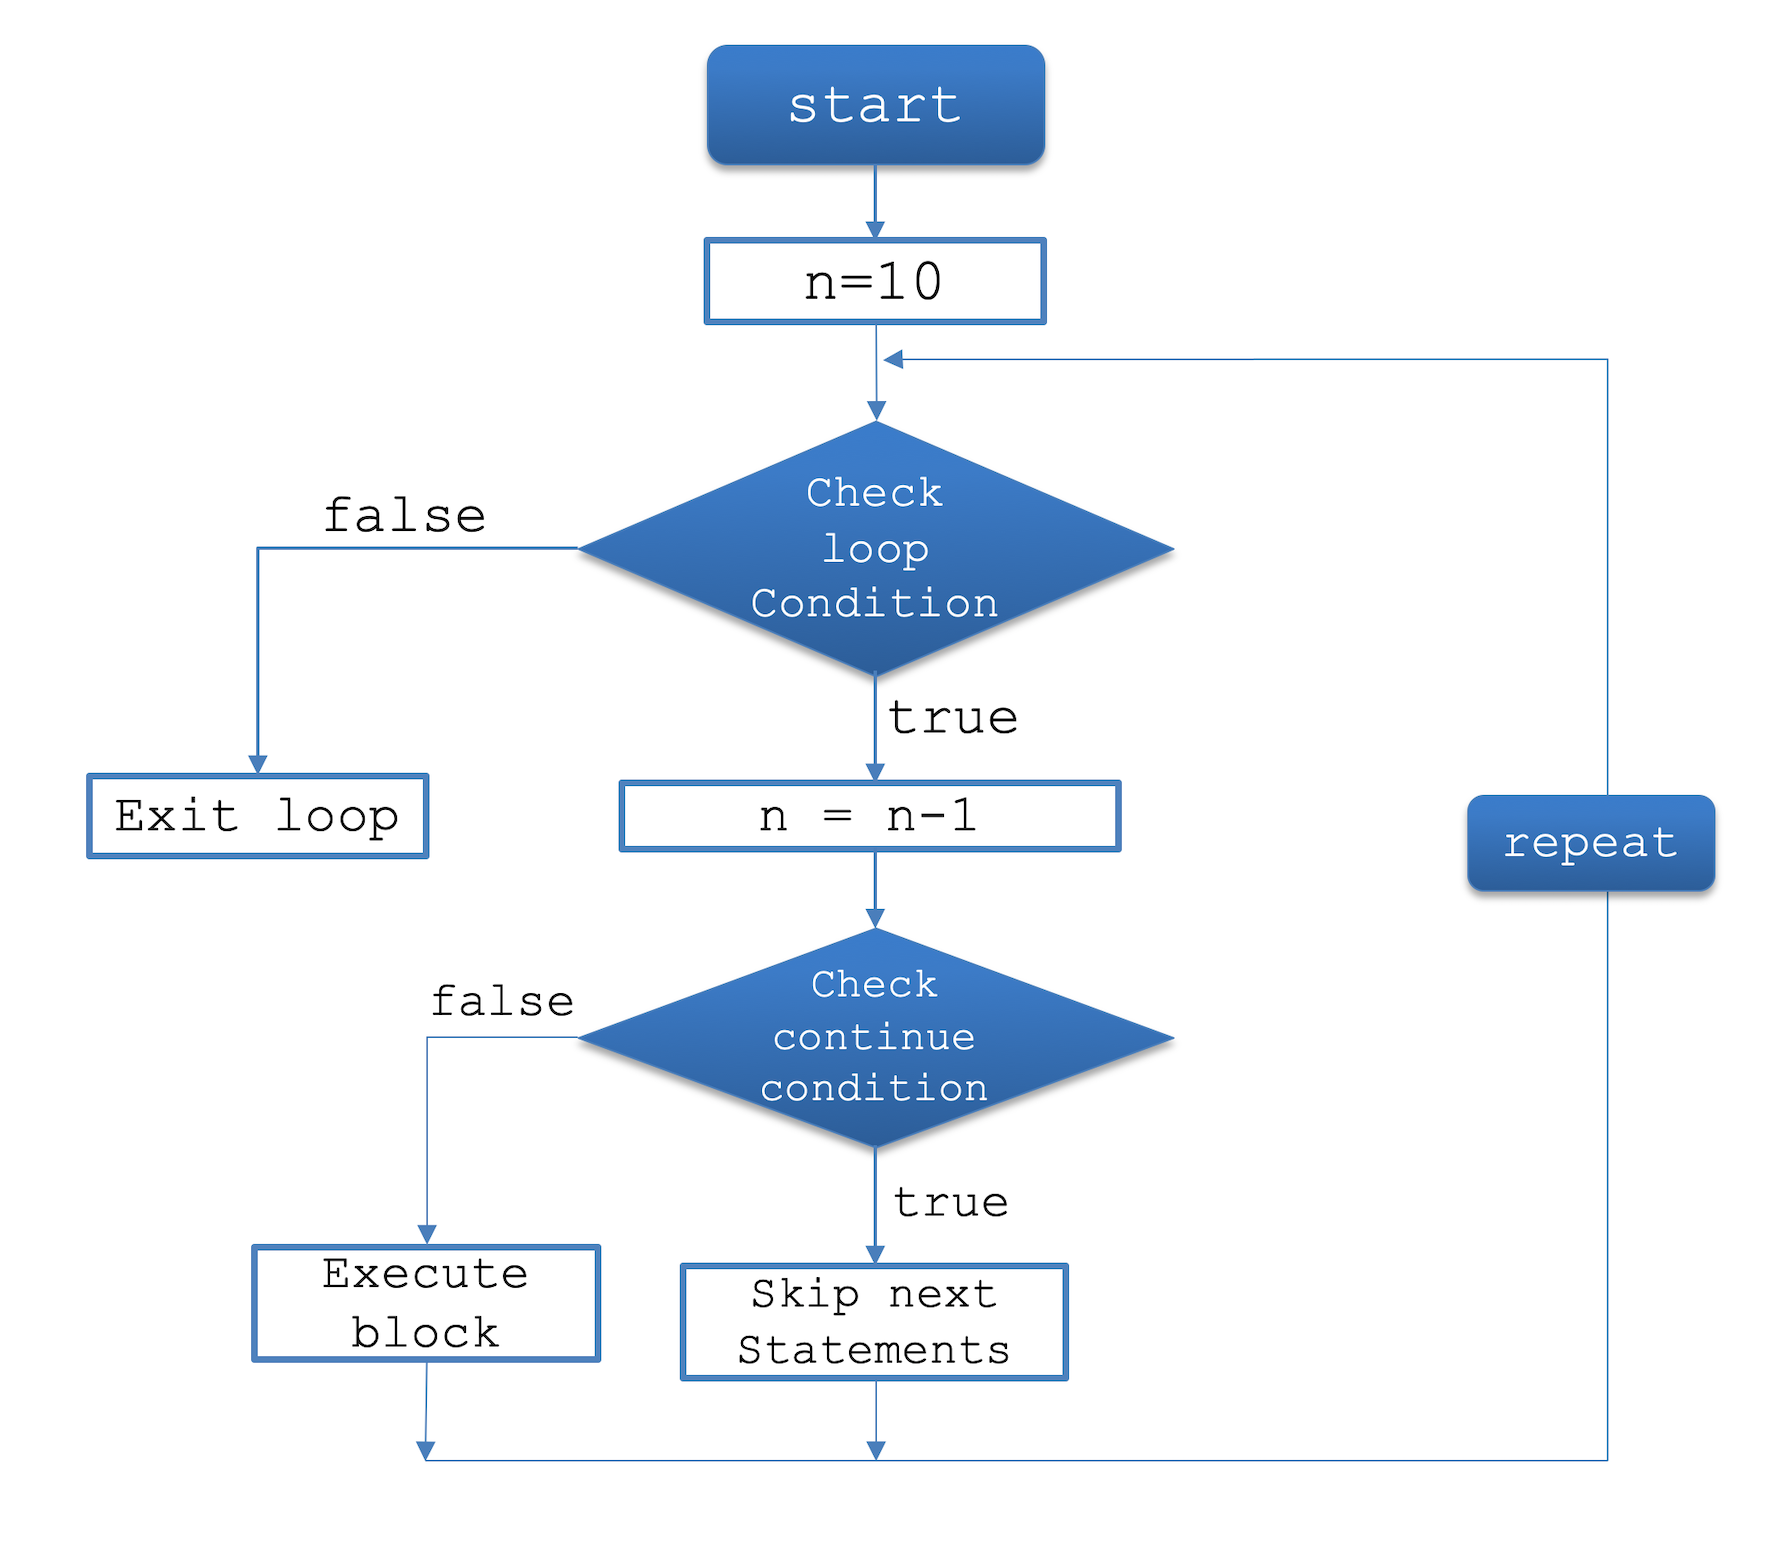 start
n=10
Check
loop
Condition
false
true
Exit loop
n = n-1
repeat
Check
continue
condition
false
true
Execute
block
Skip next
Statements